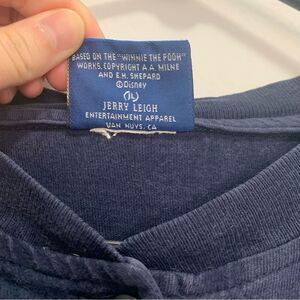 BASED ON THE "WINNIE THE POOH"
WORKS. COPYRIGHT A.A. MILNE
AND E.H. SHEPARD
©Disney
JL
JERRY LEIGH
ENTERTAINMENT APPAREL
VAN NUYS, CA